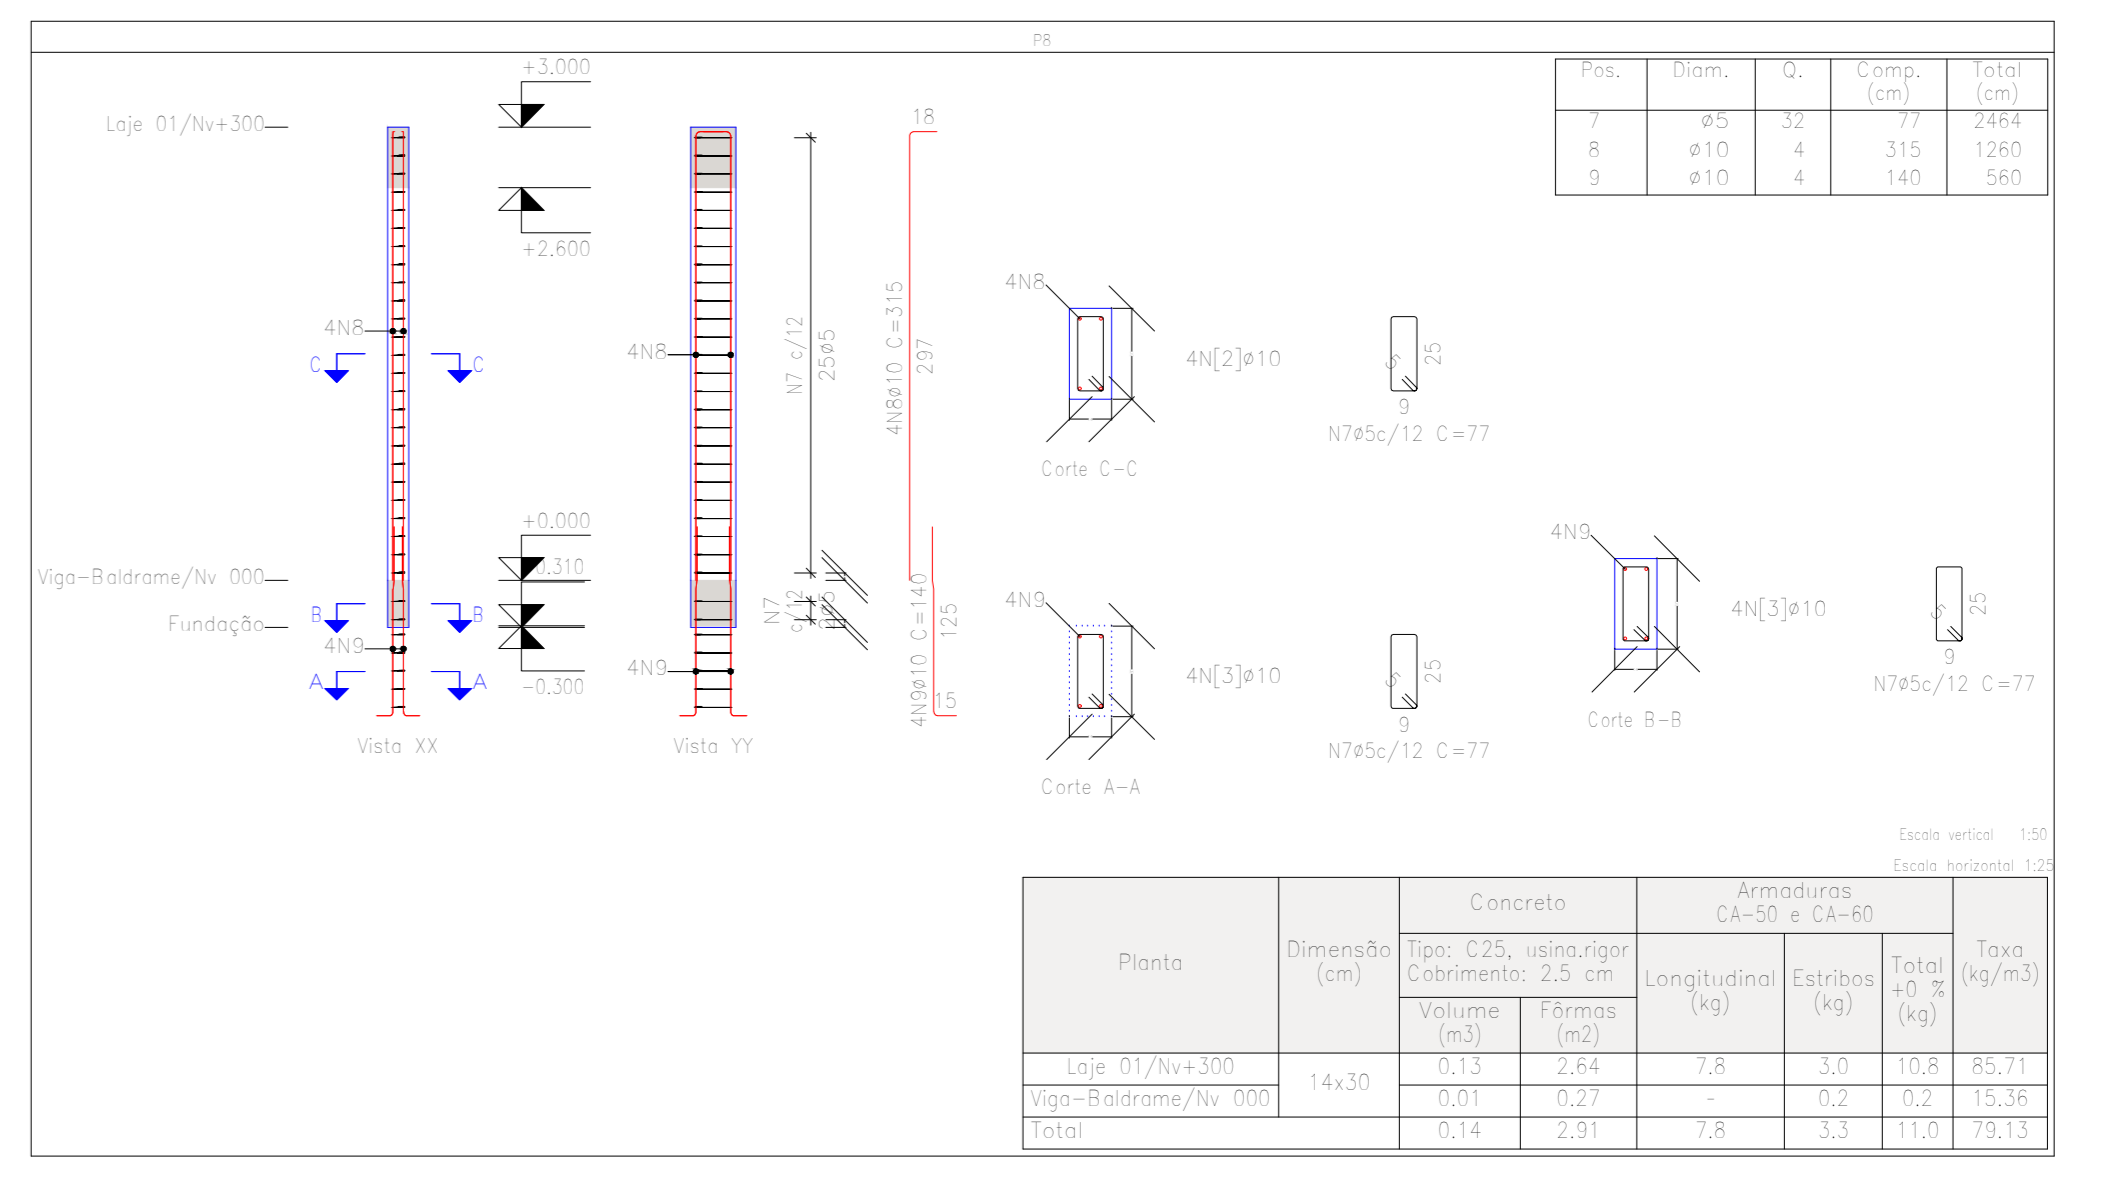 P8
Pos. Diam. Q. Comp. (cm) Total (cm)
7 ø5 32 77 2464
8 ø10 4 315 1260
9 ø10 4 140 560
+3.000
Laje 01/Nv+300
+2.600
18
4N8
C C
4N8
N7 c/12
25ø5
4N8ø10 C=315
297
4N8
4N[2]ø10
5
25
9
N7ø5c/12 C=77
Corte C-C
+0.000
Viga-Baldrame/Nv 000
Fundação
B B
4N9
A A
-0.300
4N9
N7
c/12
4N9ø10 C=140
125
15
Vista XX
Vista YY
4N9
4N[3]ø10
5
25
9
N7ø5c/12 C=77
Corte A-A
4N9
4N[3]ø10
5
25
9
N7ø5c/12 C=77
Corte B-B
Escala vertical 1:50
Escala horizontal 1:25
Planta
Dimensão
(cm)
Concreto
Tipo: C25, usina.rigor
Cobrimento: 2.5 cm
Volume
(m3)
Fôrmas
(m2)
Armaduras
CA-50 e CA-60
Longitudinal
(kg)
Estribos
(kg)
Total
+0 %
(kg)
Taxa
(kg/m3)
Laje 01/Nv+300 14x30 0.13 2.64 7.8 3.0 10.8 85.71
Viga-Baldrame/Nv 000 0.01 0.27 - 0.2 0.2 15.36
Total 0.14 2.91 7.8 3.3 11.0 79.13